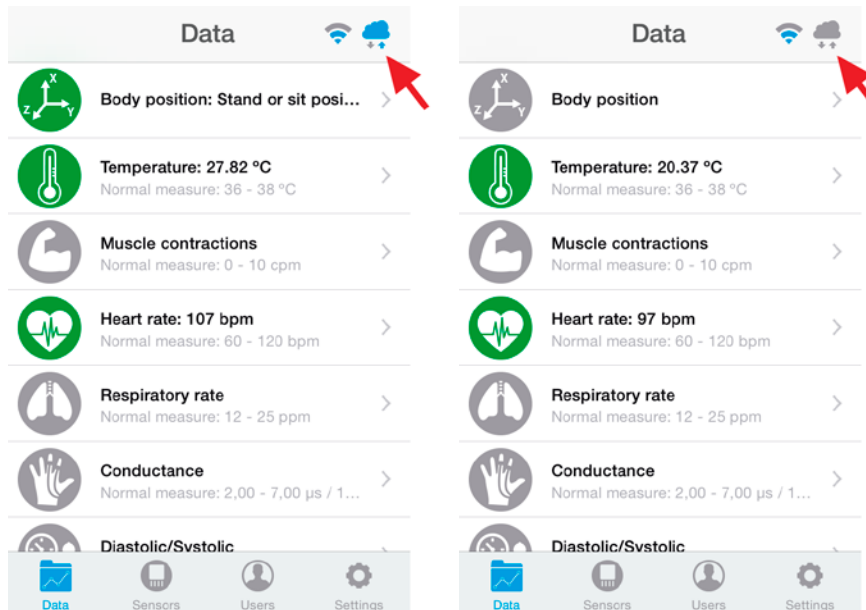 Data
X
Z
Y
Body position: Stand or sit posi...
Temperature: 27.82 ºC
Normal measure: 36 - 38 ºC
Muscle contractions
Normal measure: 0 - 10 cpm
Heart rate: 107 bpm
Normal measure: 60 - 120 bpm
Respiratory rate
Normal measure: 12 - 25 ppm
Conductance
Normal measure: 2,00 - 7,00 μs / 1...
Diastolic/Systolic
Data Sensors Users Settings
Data
X
Z
Y
Body position
Temperature: 20.37 ºC
Normal measure: 36 - 38 ºC
Muscle contractions
Normal measure: 0 - 10 cpm
Heart rate: 97 bpm
Normal measure: 60 - 120 bpm
Respiratory rate
Normal measure: 12 - 25 ppm
Conductance
Normal measure: 2,00 - 7,00 μs / 1...
Diastolic/Systolic
Data Sensors Users Settings